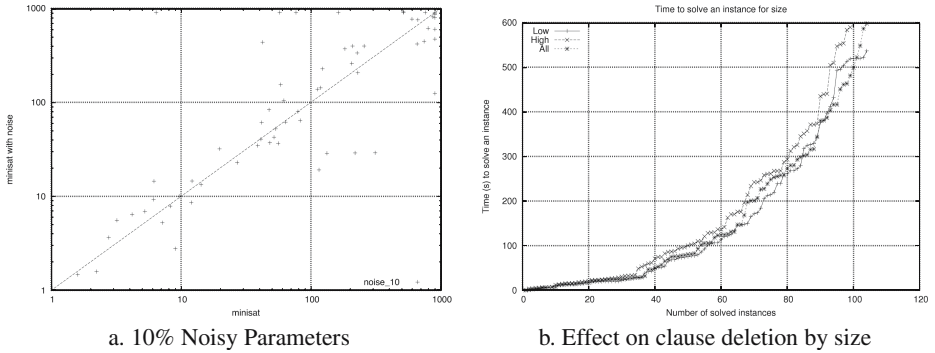 1000
100
10
1
1
10
100
1000
minisat with noise
minisat
noise_10
a. 10% Noisy Parameters
Time to solve an instance for size
Low
High
All
600
500
400
300
200
100
0
0
20
40
60
80
100
120
Time (s) to solve an instance
Number of solved instances
b. Effect on clause deletion by size